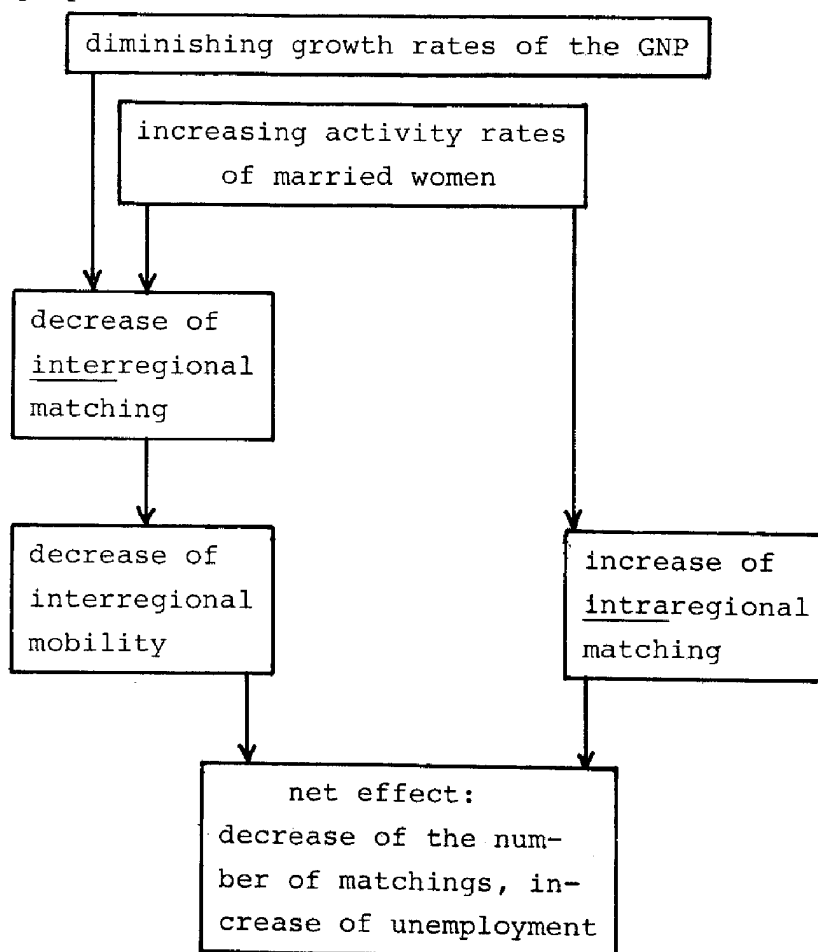 diminishing growth rates of the GNP
increasing activity rates
of married women
decrease of
interregional
matching
decrease of
interregional
mobility
increase of
intraregional
matching
net effect:
decrease of the num-
ber of matchings, in-
crease of unemployment